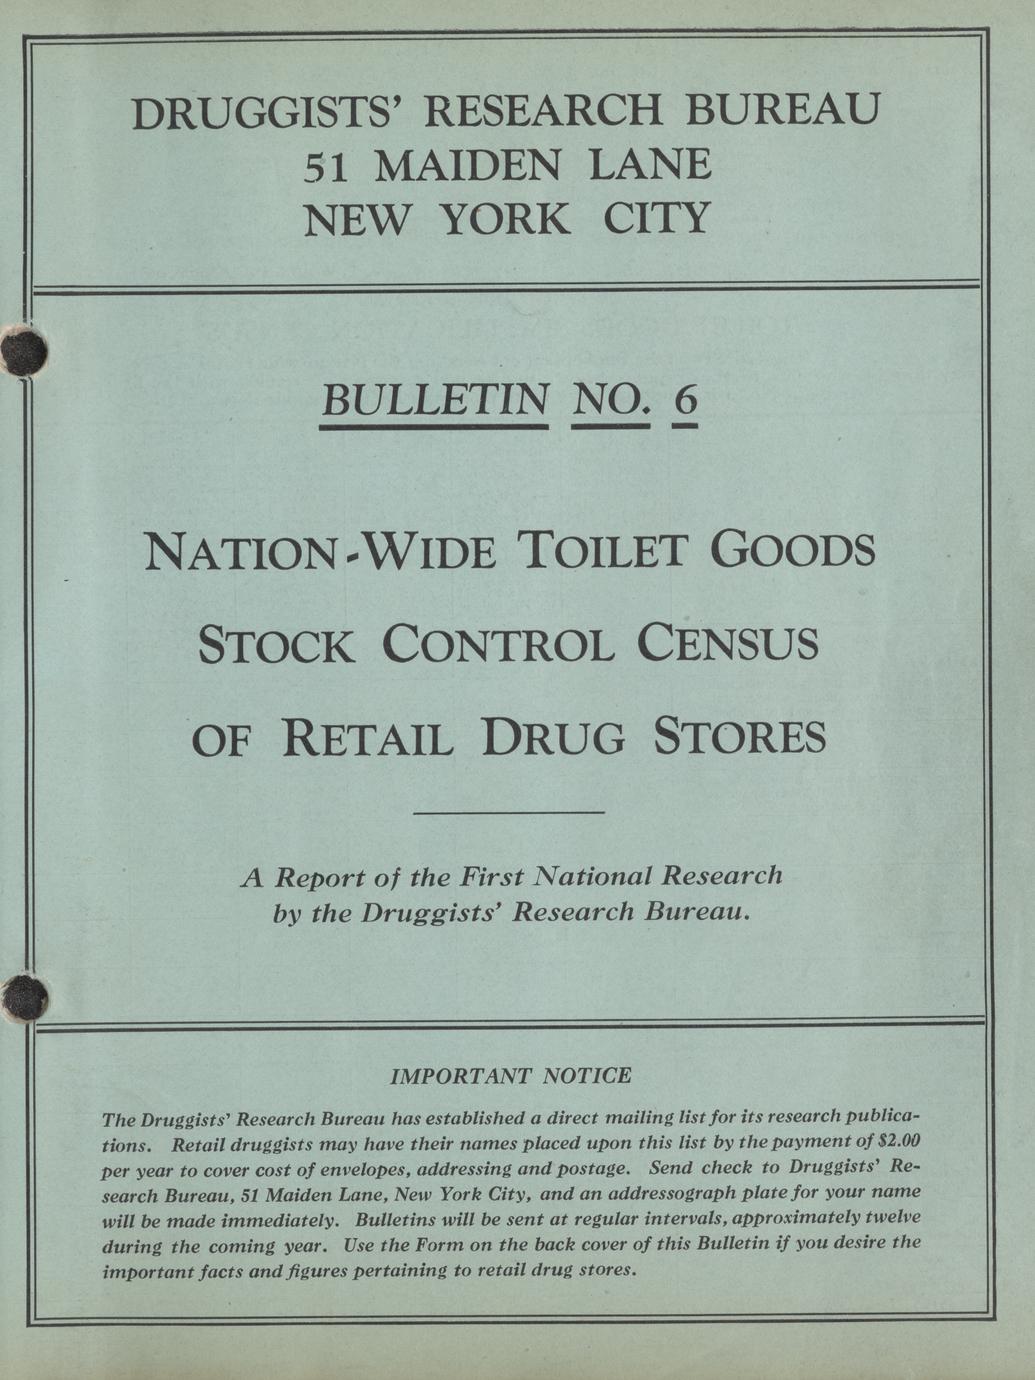 DRUGGISTS' RESEARCH BUREAU
51 MAIDEN LANE
NEW YORK CITY
BULLETIN NO. 6
NATION-WIDE TOILET GOODS
STOCK CONTROL CENSUS
OF RETAIL DRUG STORES
A Report of the First National Research
by the Druggists' Research Bureau.
IMPORTANT NOTICE
The Druggists' Research Bureau has established a direct mailing list for its research publica-
tions. Retail druggists may have their names placed upon this list by the payment of $2.00
per year to cover cost of envelopes, addressing and postage. Send check to Druggists' Re-
search Bureau, 51 Maiden Lane, New York City, and an addressograph plate for your name
will be made immediately. Bulletins will be sent at regular intervals, approximately twelve
during the coming year. Use the Form on the back cover of this Bulletin if you desire the
important facts and figures pertaining to retail drug stores.